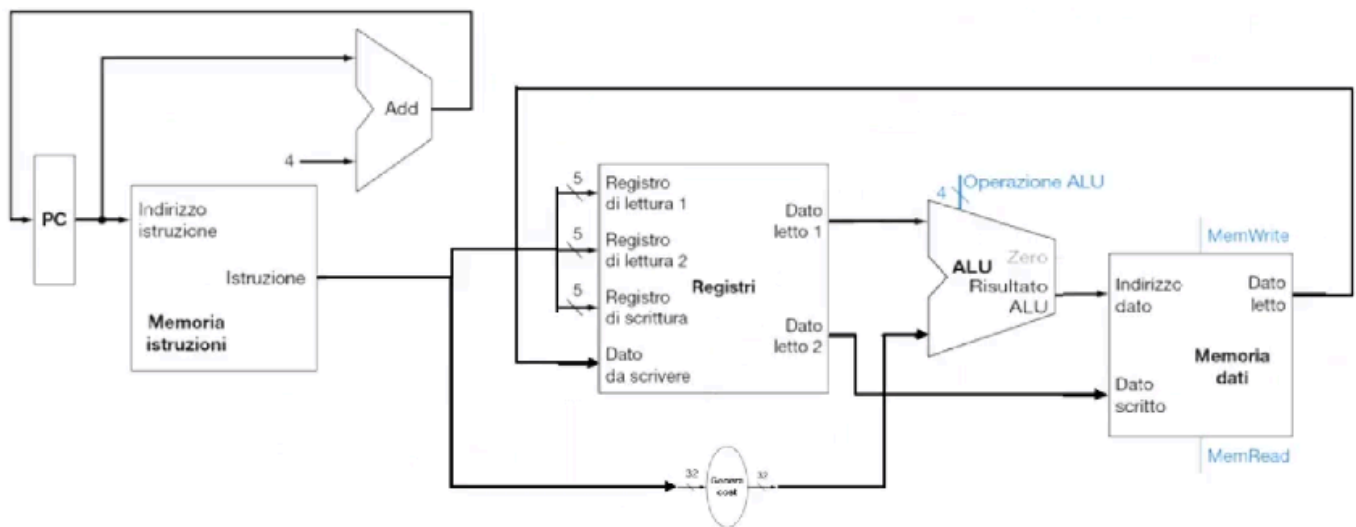 Add
4
PC
Indirizzo
istruzione
Istruzione
Memoria
istruzioni
5
Registro
di lettura 1
5
Registro
di lettura 2
5
Registro
di scrittura
Dato
da scrivere
Dato
letto 1
Registri
Dato
letto 2
4
Operazione ALU
Zero
ALU
Risultato
ALU
MemWrite
Indirizzo
dato
Dato
letto
Memoria
dati
Dato
scritto
MemRead
32
cost
32